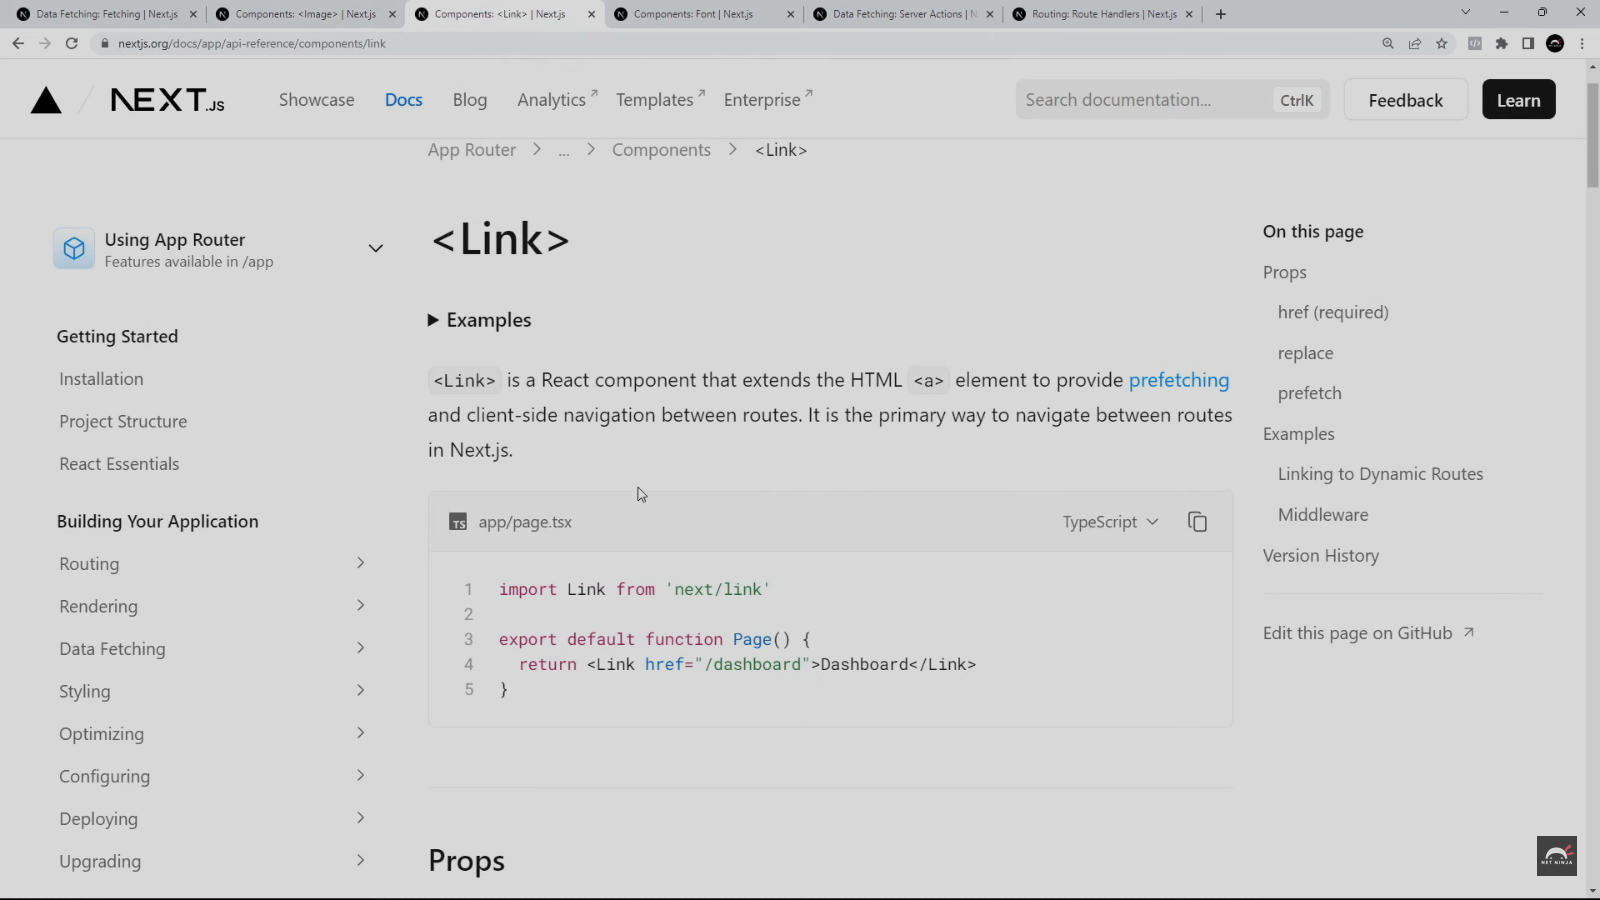 Data Fetching: Fetching | Next.js
Components: <Image> | Next.js
Components: <Link> | Next.js
Components: Font | Next.js
Data Fetching: Server Actions | N
Routing: Route Handlers | Next.js
nextjs.org/docs/app/api-reference/components/link
NEXT.JS
Showcase
Docs
Blog
Analytics
Templates
Enterprise
Search documentation...
CtrlK
Feedback
Learn
App Router > ... > Components > <Link>
Using App Router
Features available in /app
Getting Started
Installation
Project Structure
React Essentials
Building Your Application
Routing
Rendering
Data Fetching
Styling
Optimizing
Configuring
Deploying
Upgrading
<Link>
Examples
<Link> is a React component that extends the HTML <a> element to provide prefetching
and client-side navigation between routes. It is the primary way to navigate between routes
in Next.js.
TS app/page.tsx
TypeScript
1 import Link from 'next/link'
2
3 export default function Page() {
4 return <Link href="/dashboard">Dashboard</Link>
5 }
Props
On this page
Props
href (required)
replace
prefetch
Examples
Linking to Dynamic Routes
Middleware
Version History
Edit this page on GitHub
NET NINJA